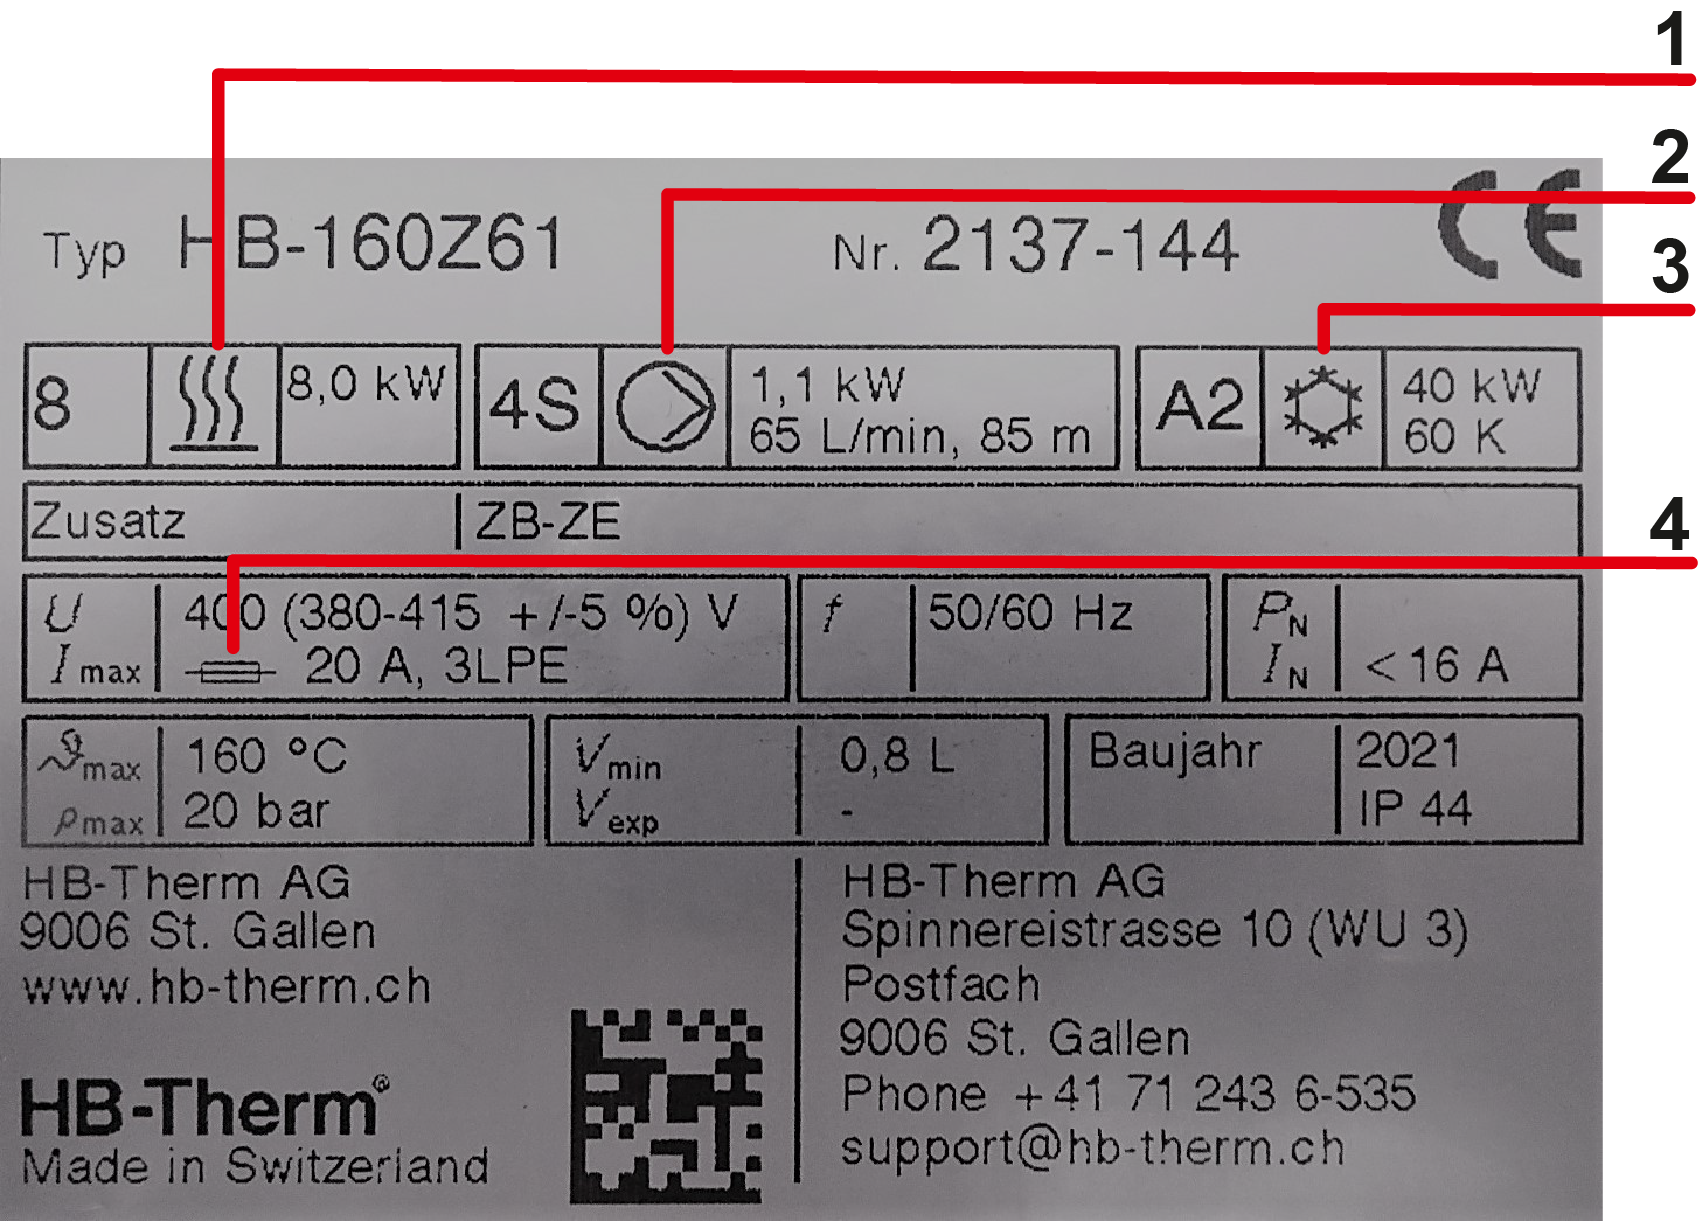 1
2
3
4
CE
Typ HB-160Z61 Nr. 2137-144
8 8,0 kW 4S 1,1 kW A2 40 kW
65 L/min, 85 m 60 K
Zusatz ZB-ZE
U 400 (380-415 +/-5 %) V f 50/60 Hz PN
Imax 20 A, 3LPE IN <16 A
ϑmax 160 °C Vmin 0,8 L Baujahr 2021
pmax 20 bar Vexp - IP 44
HB-Therm AG
9006 St. Gallen
www.hb-therm.ch
HB-Therm®
Made in Switzerland
HB-Therm AG
Spinnereistrasse 10 (WU 3)
Postfach
9006 St. Gallen
Phone +41 71 243 6-535
support@hb-therm.ch